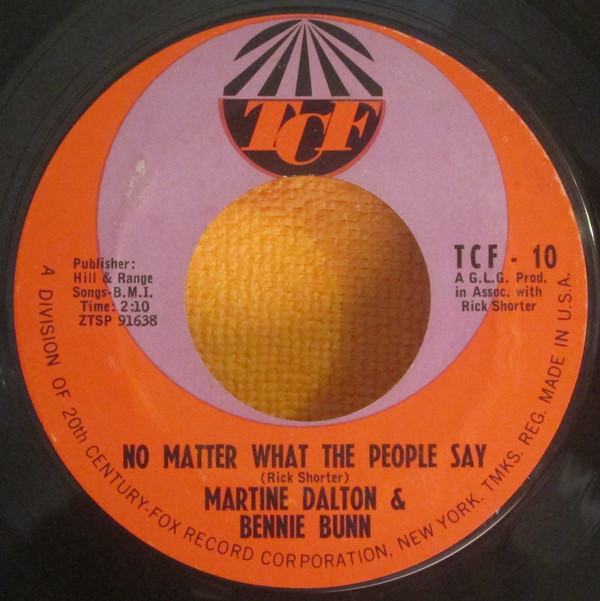 TCF
Publisher:
Hill & Range
Songs-B.M.I.
Time: 2:10
ZTSP 91638
TCF - 10
A G.L.G. Prod.
in Assoc. with
Rick Shorter
NO MATTER WHAT THE PEOPLE SAY
(Rick Shorter)
MARTINE DALTON &
BENNIE BUNN
A DIVISION OF 20th CENTURY-FOX RECORD CORPORATION, NEW YORK. TMKS. REG. MADE IN U.S.A.